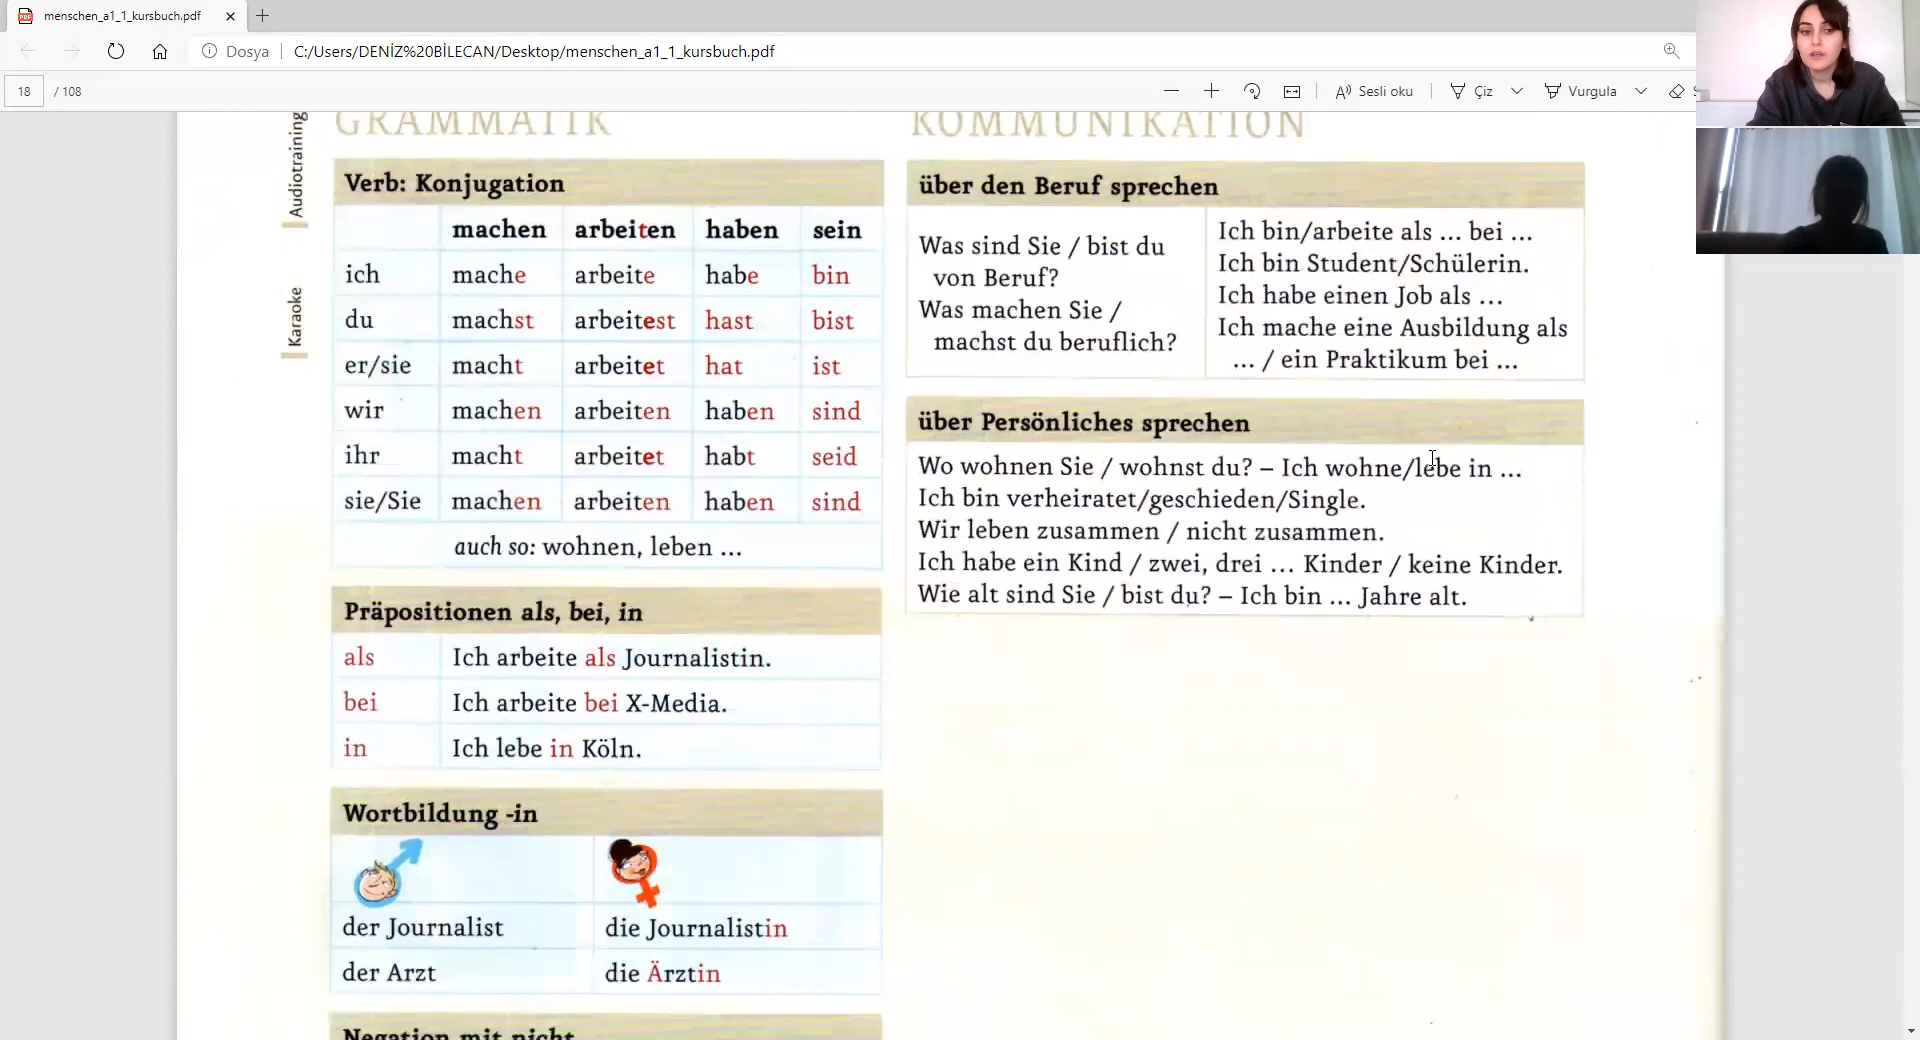 menschen_a1_1_kursbuch.pdf
Dosya
C:/Users/DENİZ%20BİLECAN/Desktop/menschen_a1_1_kursbuch.pdf
18 / 108
Sesli oku
Çiz
Vurgula
Audiotraining
Karaoke
GRAMMATIK
Verb: Konjugation
machen arbeiten haben sein
ich mache arbeite habe bin
du machst arbeitest hast bist
er/sie macht arbeitet hat ist
wir machen arbeiten haben sind
ihr macht arbeitet habt seid
sie/Sie machen arbeiten haben sind
auch so: wohnen, leben ...
Präpositionen als, bei, in
als Ich arbeite als Journalistin.
bei Ich arbeite bei X-Media.
in Ich lebe in Köln.
Wortbildung -in
der Journalist die Journalistin
der Arzt die Ärztin
Negation mit nicht
KOMMUNIKATION
über den Beruf sprechen
Was sind Sie / bist du
von Beruf?
Was machen Sie /
machst du beruflich?
Ich bin/arbeite als ... bei ...
Ich bin Student/Schülerin.
Ich habe einen Job als ...
Ich mache eine Ausbildung als
... / ein Praktikum bei ...
über Persönliches sprechen
Wo wohnen Sie / wohnst du? – Ich wohne/lebe in ...
Ich bin verheiratet/geschieden/Single.
Wir leben zusammen / nicht zusammen.
Ich habe ein Kind / zwei, drei ... Kinder / keine Kinder.
Wie alt sind Sie / bist du? – Ich bin ... Jahre alt.